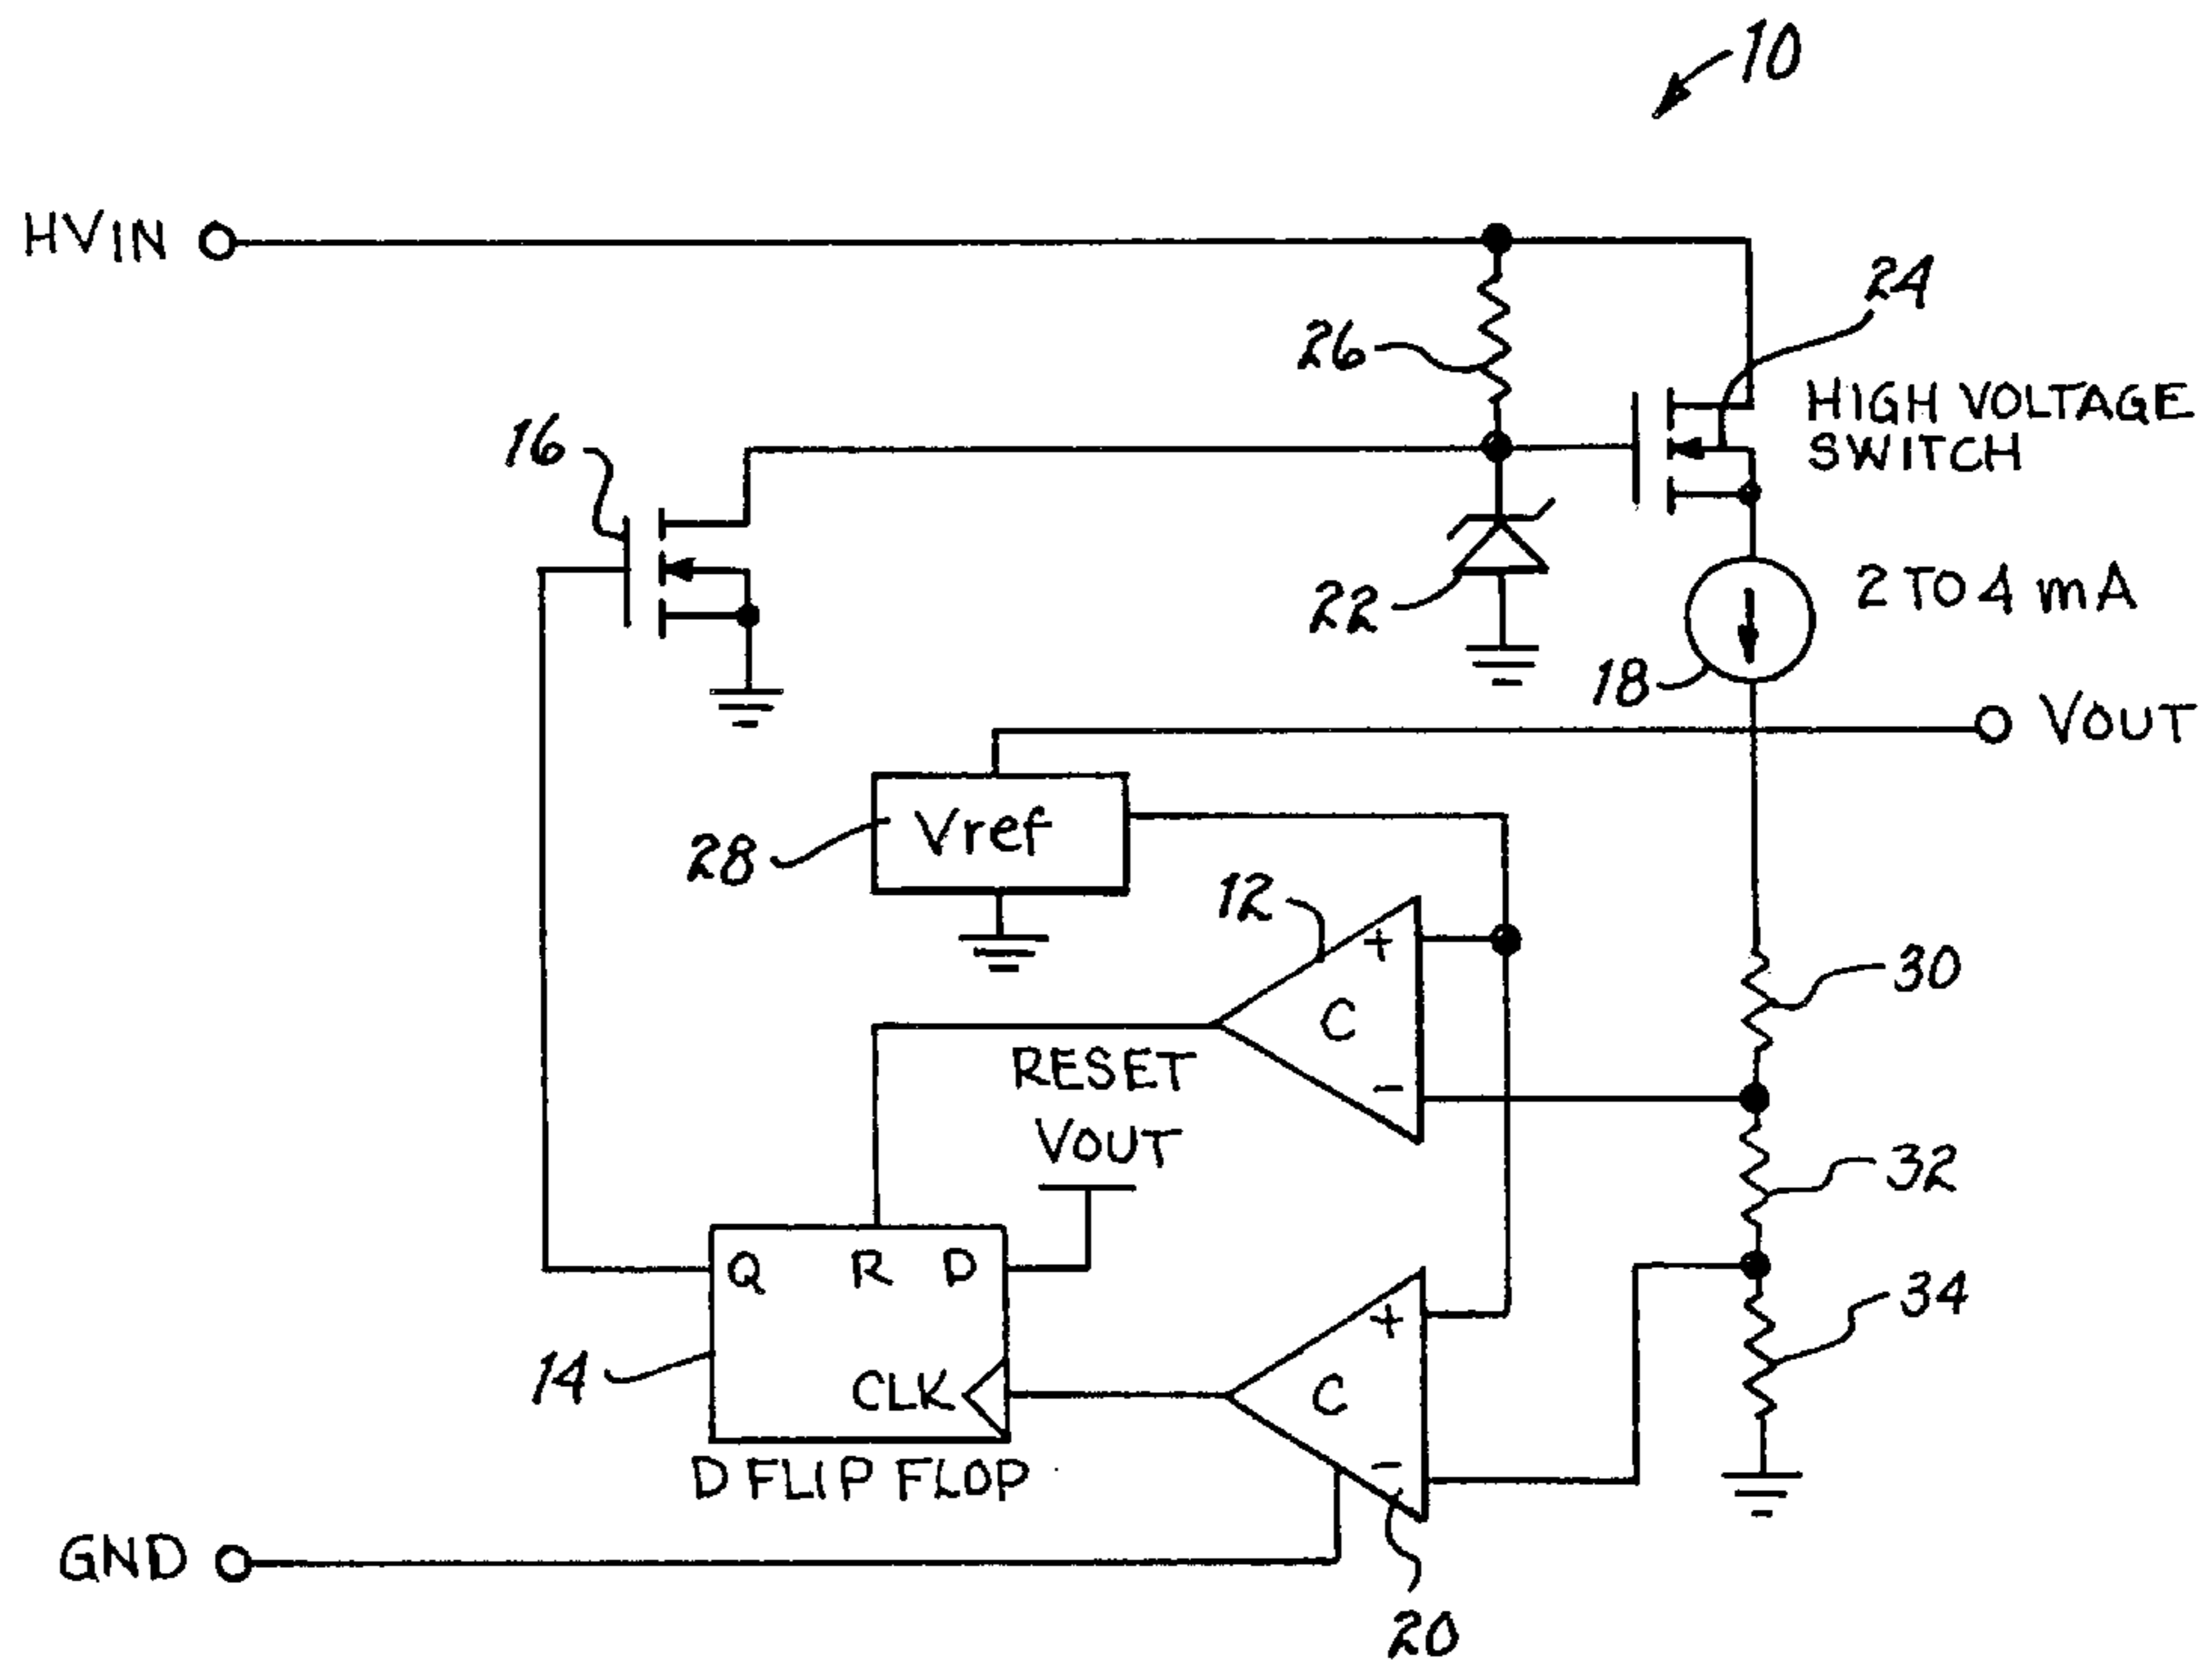 10
HVIN
24
26
HIGH VOLTAGE
SWITCH
16
22
2 TO 4 mA
18
VOUT
Vref
28
12
+
C
-
30
RESET
VOUT
32
Q R D
+
34
14
CLK
C
-
D FLIP FLOP
GND
20